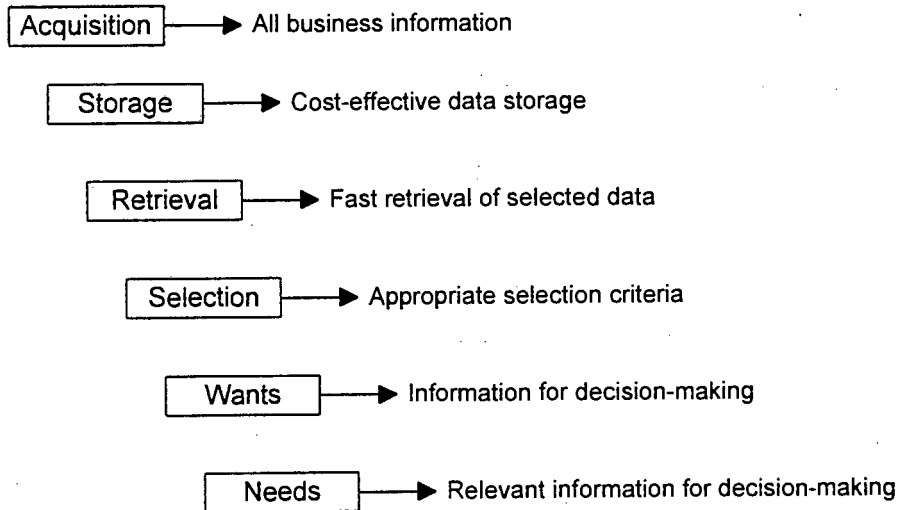 Acquisition All business information
Storage Cost-effective data storage
Retrieval Fast retrieval of selected data
Selection Appropriate selection criteria
Wants Information for decision-making
Needs Relevant information for decision-making